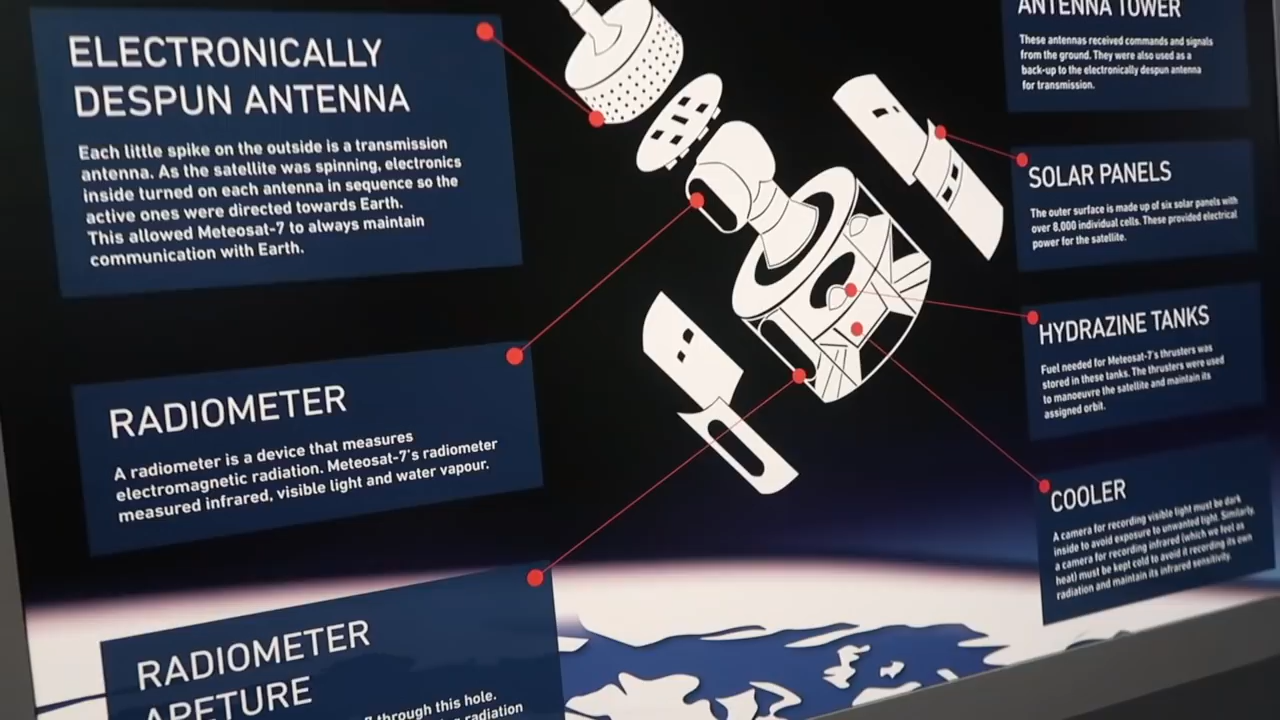 ELECTRONICALLY
DESPUN ANTENNA
Each little spike on the outside is a transmission
antenna. As the satellite was spinning, electronics
inside turned on each antenna in sequence so the
active ones were directed towards Earth.
This allowed Meteosat-7 to always maintain
communication with Earth.
RADIOMETER
A radiometer is a device that measures
electromagnetic radiation. Meteosat-7's radiometer
measured infrared, visible light and water vapour.
RADIOMETER
APETURE
through this hole.
radiation
ANTENNA TOWER
These antennas received commands and signals
from the ground. They were also used as a
back-up to the electronically despun antenna
for transmission.
SOLAR PANELS
The outer surface is made up of six solar panels with
over 8,000 individual cells. These provided electrical
power for the satellite.
HYDRAZINE TANKS
Fuel needed for Meteosat-7's thrusters was
stored in these tanks. The thrusters were used
to manoeuvre the satellite and maintain its
assigned orbit.
COOLER
A camera for recording visible light must be dark
inside to avoid exposure to unwanted light. Similarly,
a camera for recording infrared (which we feel as
heat) must be kept cold to avoid it recording its own
radiation and maintain its infrared sensitivity.